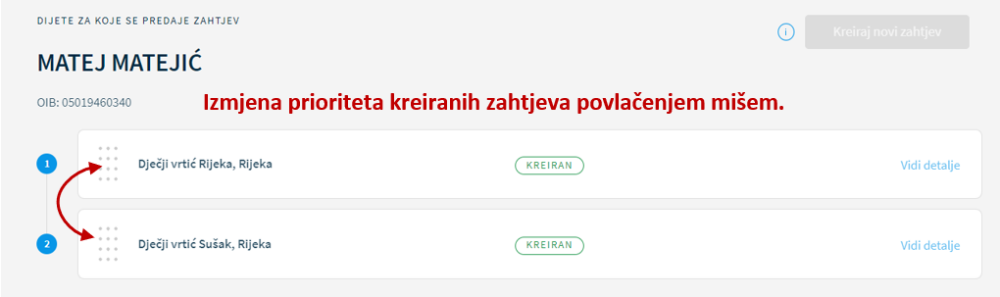 DIJETE ZA KOJE SE PREDAJE ZAHTJEV
i
Kreiraj novi zahtjev
MATEJ MATEJIĆ
OIB: 05019460340
Izmjena prioriteta kreiranih zahtjeva povlačenjem mišem.
1
Dječji vrtić Rijeka, Rijeka
KREIRAN
Vidi detalje
2
Dječji vrtić Sušak, Rijeka
KREIRAN
Vidi detalje